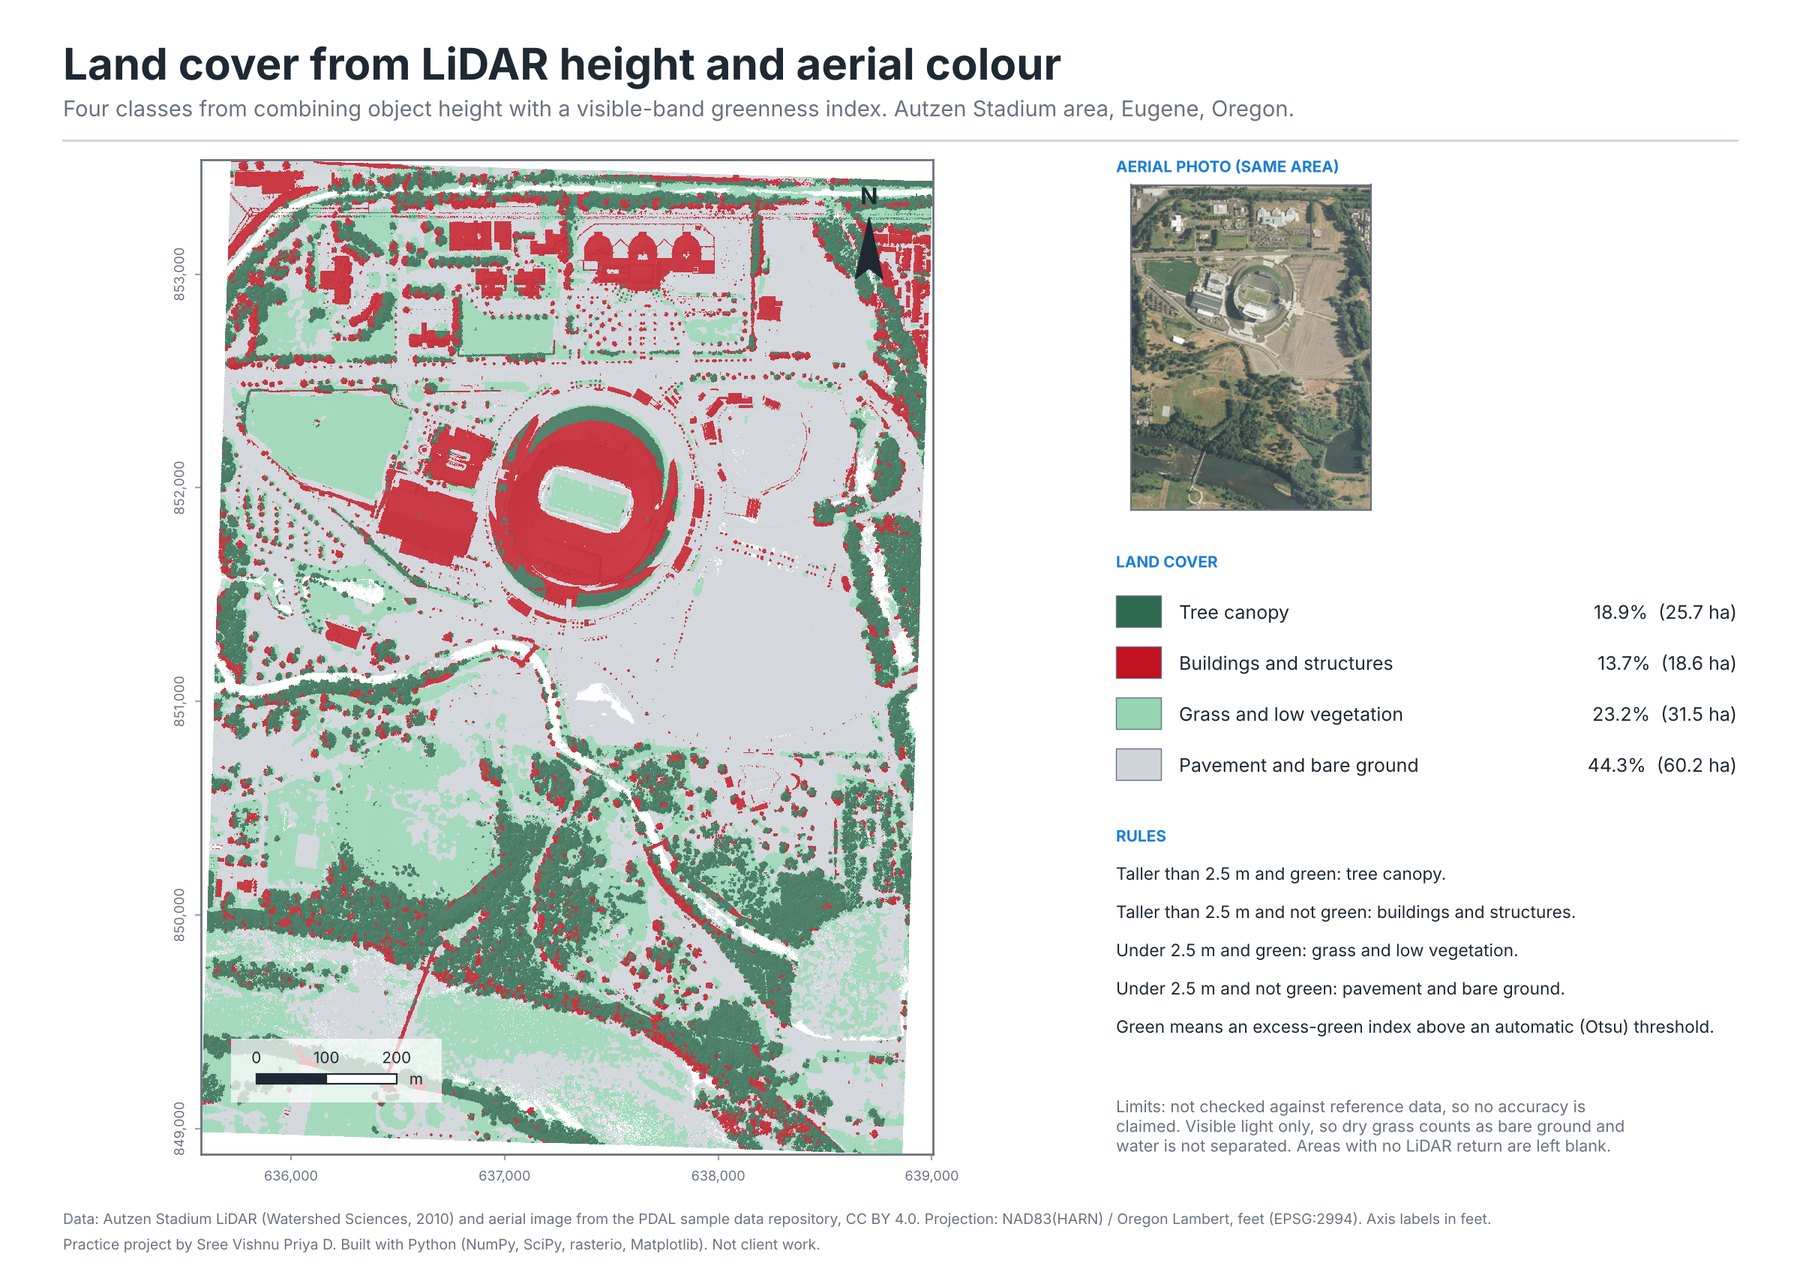 Land cover from LiDAR height and aerial colour
Four classes from combining object height with a visible-band greenness index. Autzen Stadium area, Eugene, Oregon.
N
853,000
852,000
851,000
850,000
849,000
0 100 200
m
636,000 637,000 638,000 639,000
AERIAL PHOTO (SAME AREA)
LAND COVER
Tree canopy 18.9% (25.7 ha)
Buildings and structures 13.7% (18.6 ha)
Grass and low vegetation 23.2% (31.5 ha)
Pavement and bare ground 44.3% (60.2 ha)
RULES
Taller than 2.5 m and green: tree canopy.
Taller than 2.5 m and not green: buildings and structures.
Under 2.5 m and green: grass and low vegetation.
Under 2.5 m and not green: pavement and bare ground.
Green means an excess-green index above an automatic (Otsu) threshold.
Limits: not checked against reference data, so no accuracy is
claimed. Visible light only, so dry grass counts as bare ground and
water is not separated. Areas with no LiDAR return are left blank.
Data: Autzen Stadium LiDAR (Watershed Sciences, 2010) and aerial image from the PDAL sample data repository, CC BY 4.0. Projection: NAD83(HARN) / Oregon Lambert, feet (EPSG:2994). Axis labels in feet.
Practice project by Sree Vishnu Priya D. Built with Python (NumPy, SciPy, rasterio, Matplotlib). Not client work.